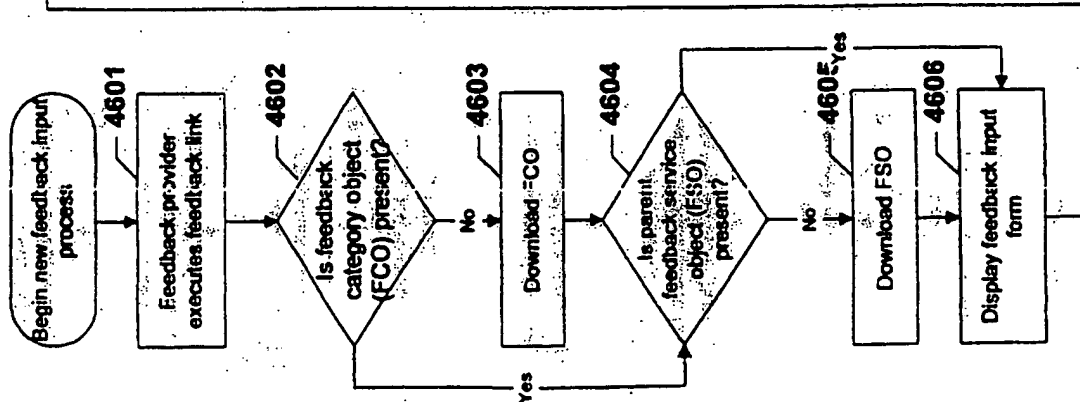 Begin new feedback input
process
4601
Feedback provider
executes feedback link
4602
Is feedback
category object
(FCO) present?
No
Yes
4603
Download FCO
4604
Is parent
feedback service
object (FSO)
present?
No
Yes
4605
Download FSO
4606
Display feedback input
form